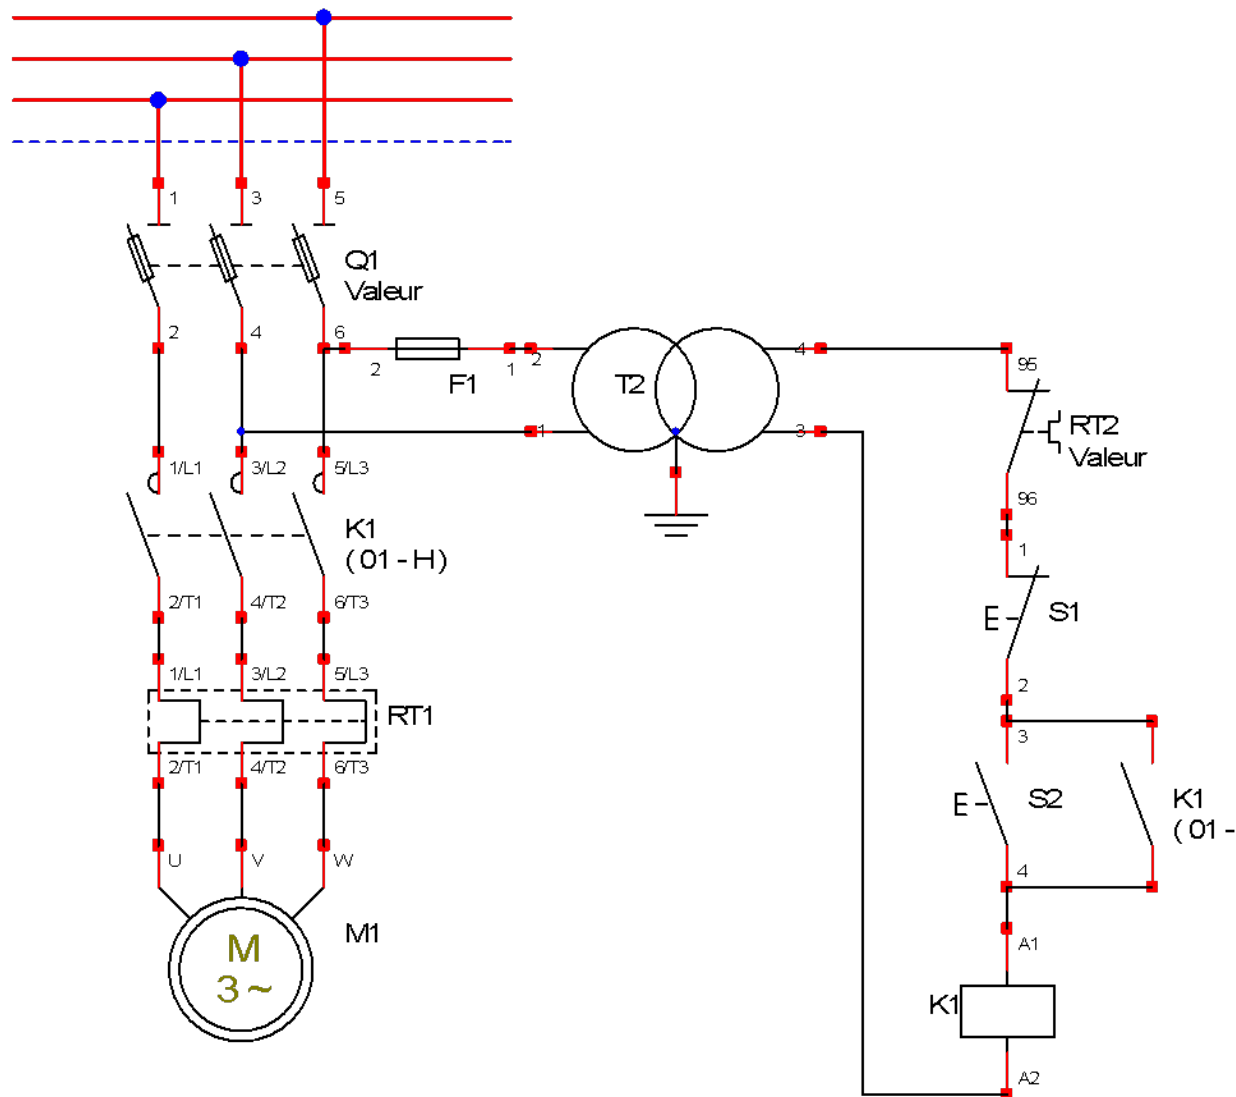 1 3 5
Q1
Valeur
2 4 6
2 F1 1 2
T2
4
1
3
95
RT2
Valeur
96
1/L1 3/L2 5/L3
K1
(01-H)
1
E S1
2
2/T1 4/T2 6/T3
1/L1 3/L2 5/L3
RT1
2/T1 4/T2 6/T3
3
E S2
K1
(01-
4
U V W
M1
M
3~
A1
K1
A2